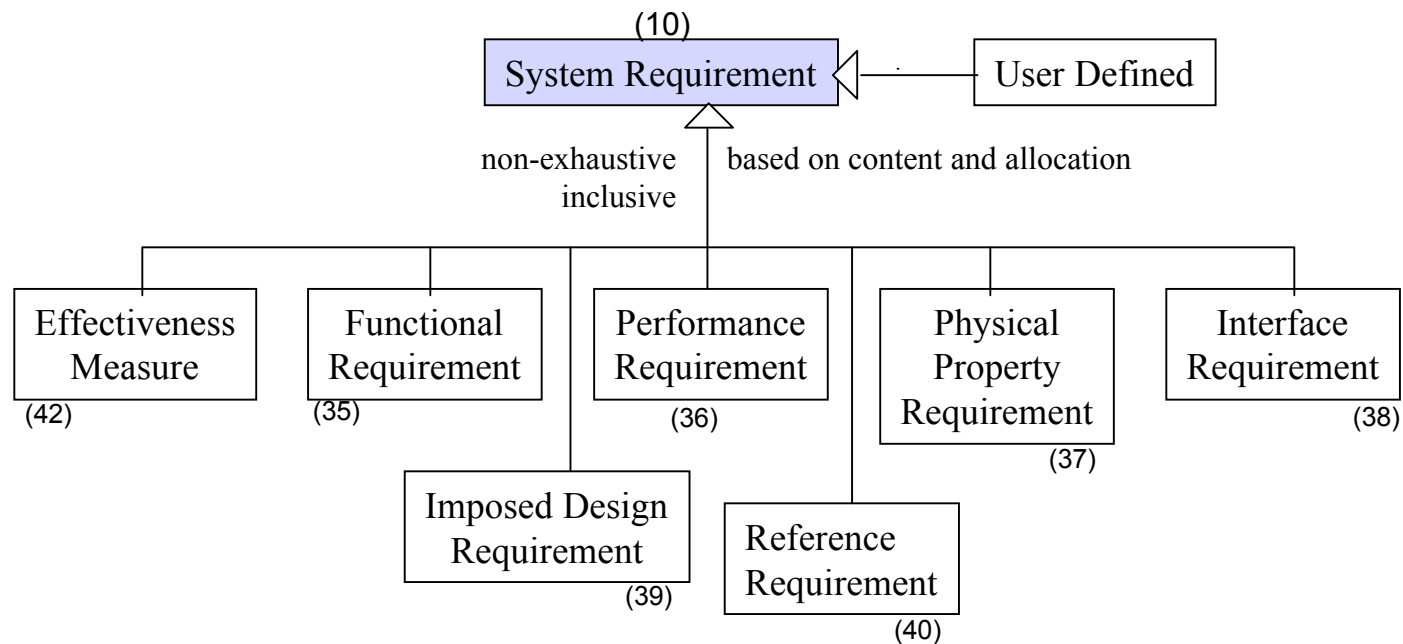 (10)
System Requirement
User Defined
non-exhaustive
inclusive
based on content and allocation
Effectiveness
Measure
(42)
Functional
Requirement
(35)
Performance
Requirement
(36)
Physical
Property
Requirement
(37)
Interface
Requirement
(38)
Imposed Design
Requirement
(39)
Reference
Requirement
(40)